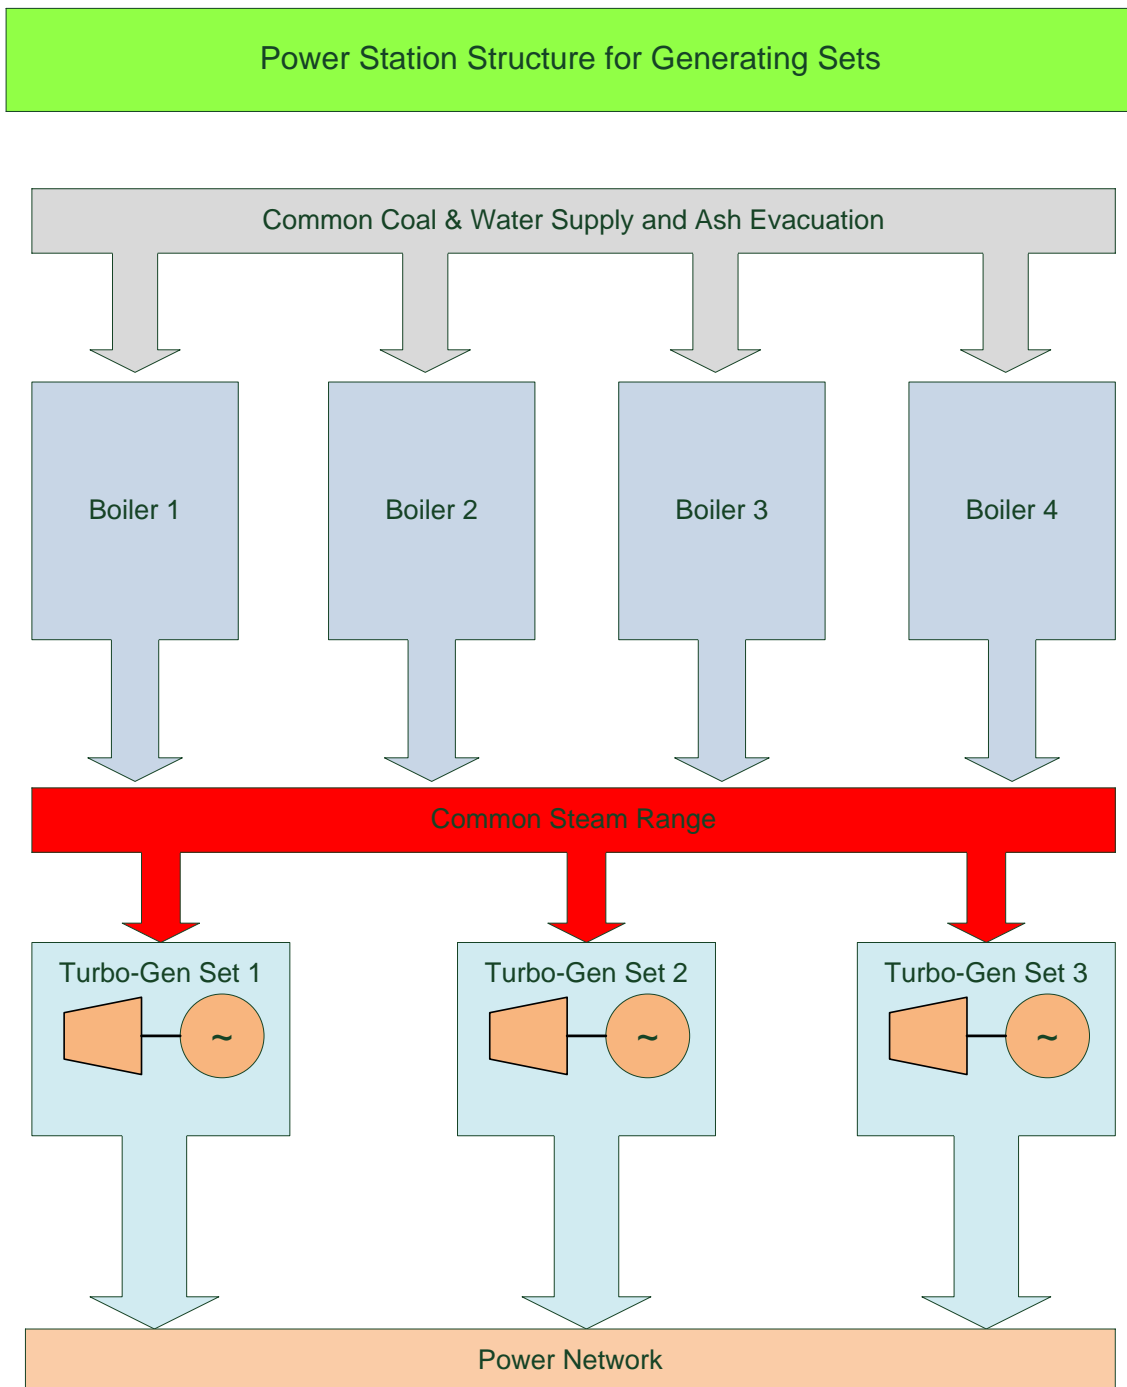 Power Station Structure for Generating Sets
Common Coal & Water Supply and Ash Evacuation
Boiler 1
Boiler 2
Boiler 3
Boiler 4
Common Steam Range
Turbo-Gen Set 1
Turbo-Gen Set 2
Turbo-Gen Set 3
~
~
~
Power Network